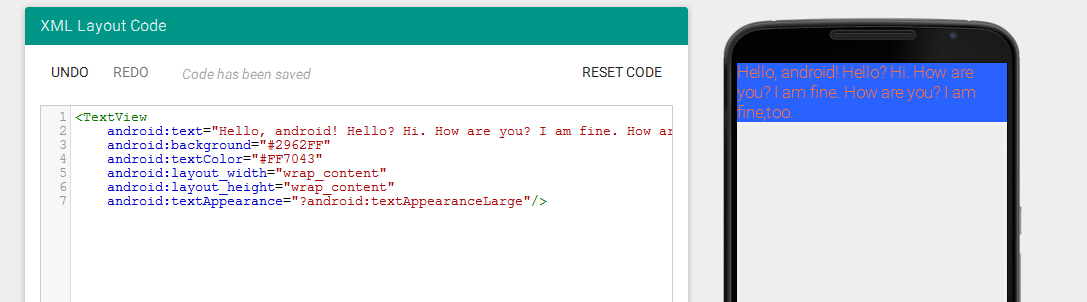 XML Layout Code
UNDO REDO Code has been saved RESET CODE
1 <TextView
2 android:text="Hello, android! Hello? Hi. How are you? I am fine. How ar
3 android:background="#2962FF"
4 android:textColor="#FF7043"
5 android:layout_width="wrap_content"
6 android:layout_height="wrap_content"
7 android:textAppearance="?android:textAppearanceLarge"/>
Hello, android! Hello? Hi. How are
you? I am fine. How are you? I am
fine,too.